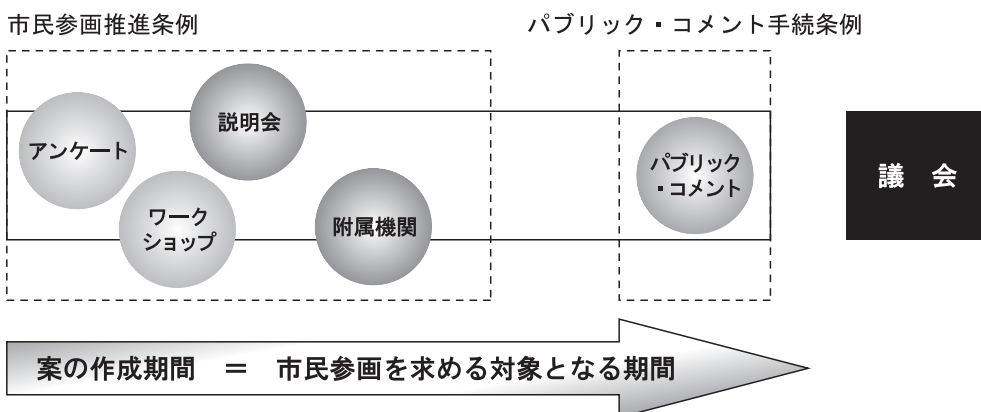 市民参画推進条例
パブリック・コメント手続条例
アンケート
説明会
ワーク
ショップ
附属機関
パブリック
・コメント
議　会
案の作成期間　＝　市民参画を求める対象となる期間